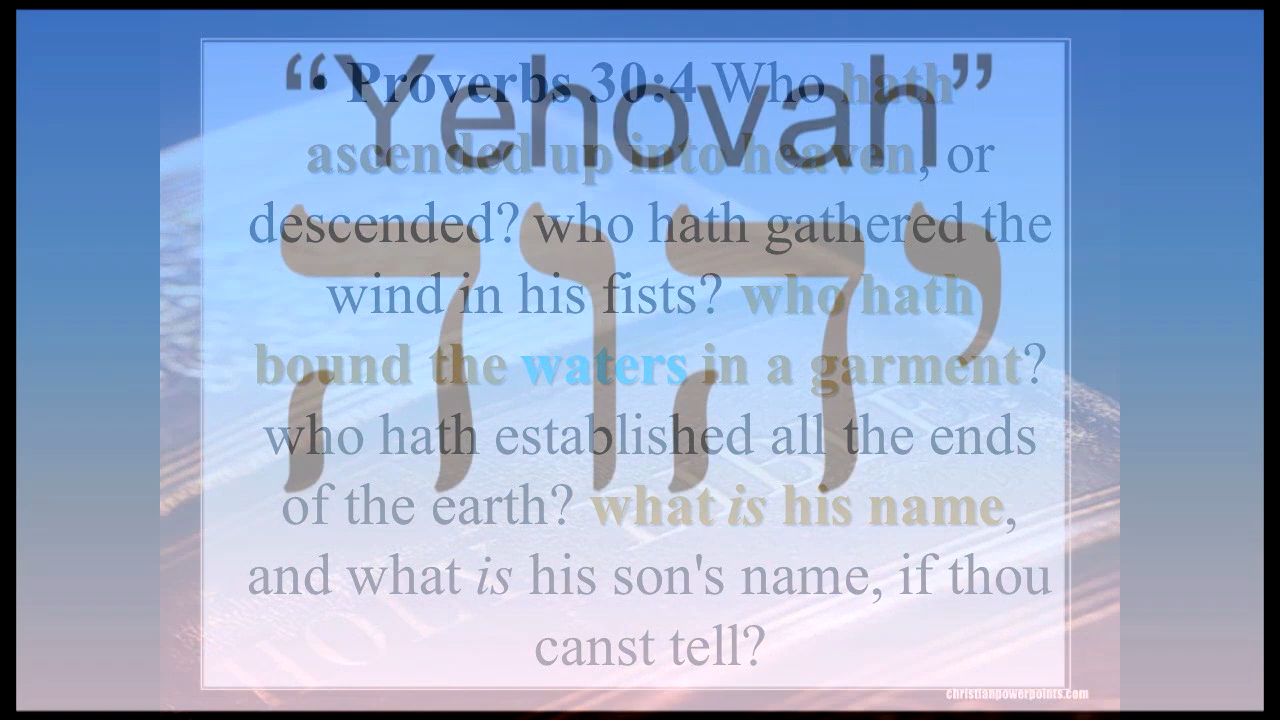 “Yehovah”
יהוה
• Proverbs 30:4 Who hath
ascended up into heaven, or
descended? who hath gathered the
wind in his fists? who hath
bound the waters in a garment?
who hath established all the ends
of the earth? what is his name,
and what is his son's name, if thou
canst tell?
HOLY BIBLE
christianpowerpoints.com